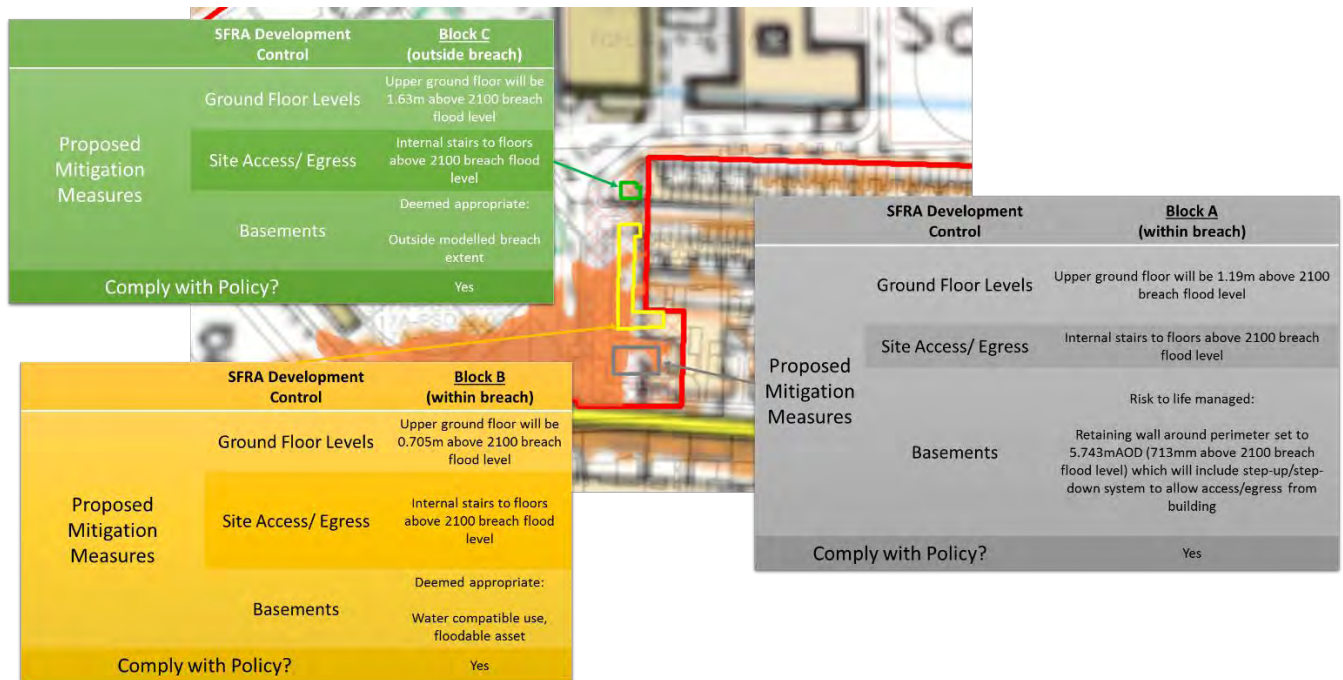 SFRA Development
Control
Block C
(outside breach)
Proposed
Mitigation
Measures
Ground Floor Levels
Upper ground floor will be
1.63m above 2100 breach
flood level
Site Access/ Egress
Internal stairs to floors
above 2100 breach flood
level
Basements
Deemed appropriate:
Outside modelled breach
extent
Comply with Policy?
Yes
SFRA Development
Control
Block A
(within breach)
Proposed
Mitigation
Measures
Ground Floor Levels
Upper ground floor will be 1.19m above 2100
breach flood level
Site Access/ Egress
Internal stairs to floors above 2100 breach
flood level
Basements
Risk to life managed:
Retaining wall around perimeter set to
5.743mAOD (713mm above 2100 breach
flood level) which will include step-up/step-
down system to allow access/egress from
building
Comply with Policy?
Yes
SFRA Development
Control
Block B
(within breach)
Proposed
Mitigation
Measures
Ground Floor Levels
Upper ground floor will be
0.705m above 2100 breach
flood level
Site Access/ Egress
Internal stairs to floors
above 2100 breach flood
level
Basements
Deemed appropriate:
Water compatible use,
floodable asset
Comply with Policy?
Yes